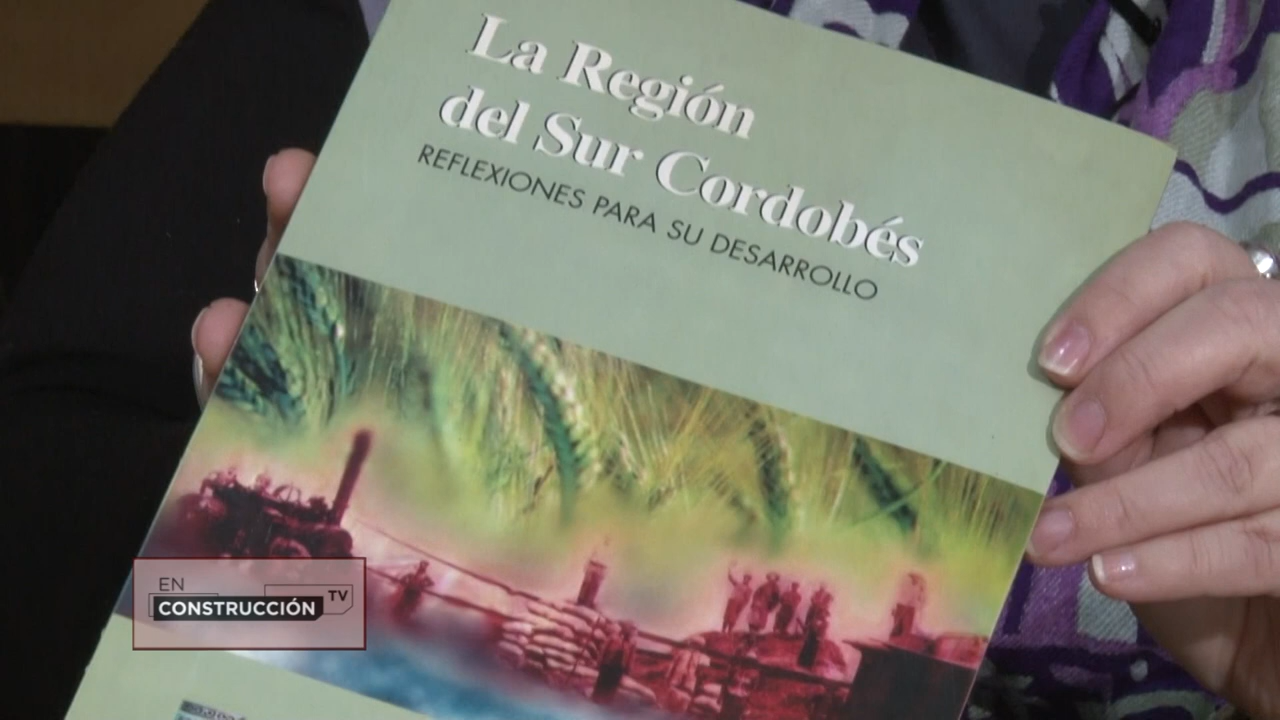 La Región
del Sur Cordobés
REFLEXIONES PARA SU DESARROLLO
EN
CONSTRUCCIÓN TV